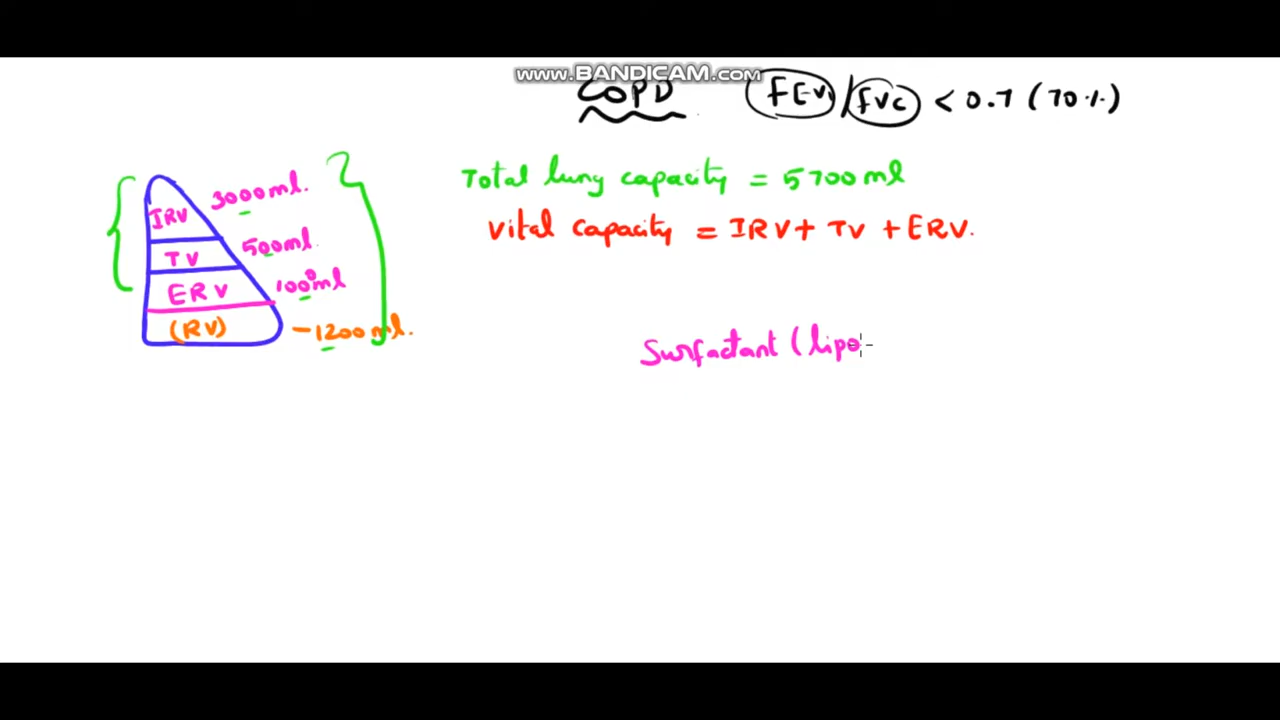 www.BANDICAM.com
COPD FEV₁/FVC < 0.7 (70%)
Total lung capacity = 5700ml
Vital capacity = IRV + TV + ERV.
IRV 3000ml.
TV 500ml.
ERV 1000ml
(RV) - 1200ml.
Surfactant (lipo